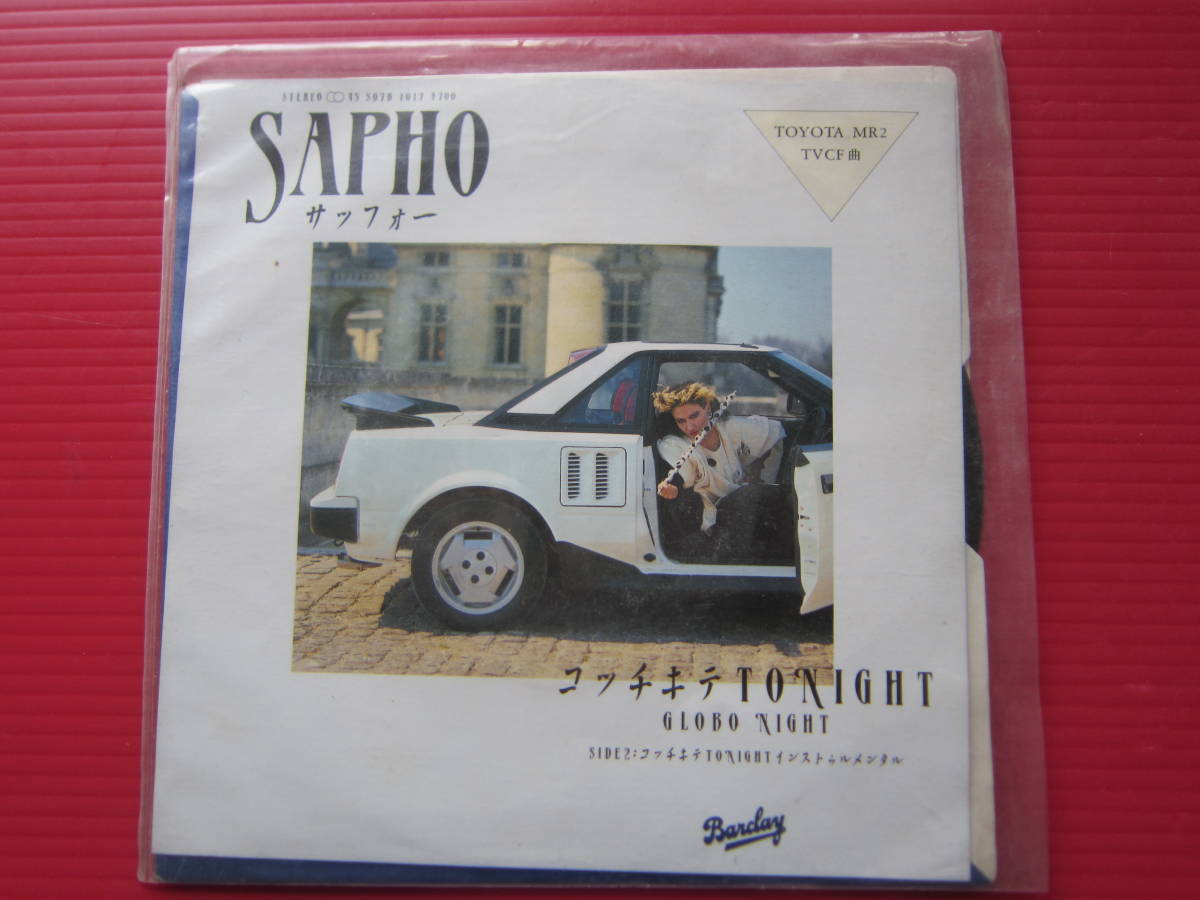 STEREO 45 S07B 1017 ¥700
SAPHO
サッフォー
TOYOTA MR2
TVCF曲
コッチキテTONIGHT
GLOBO NIGHT
SIDE2:コッチキテTONIGHTインストゥルメンタル
Barclay